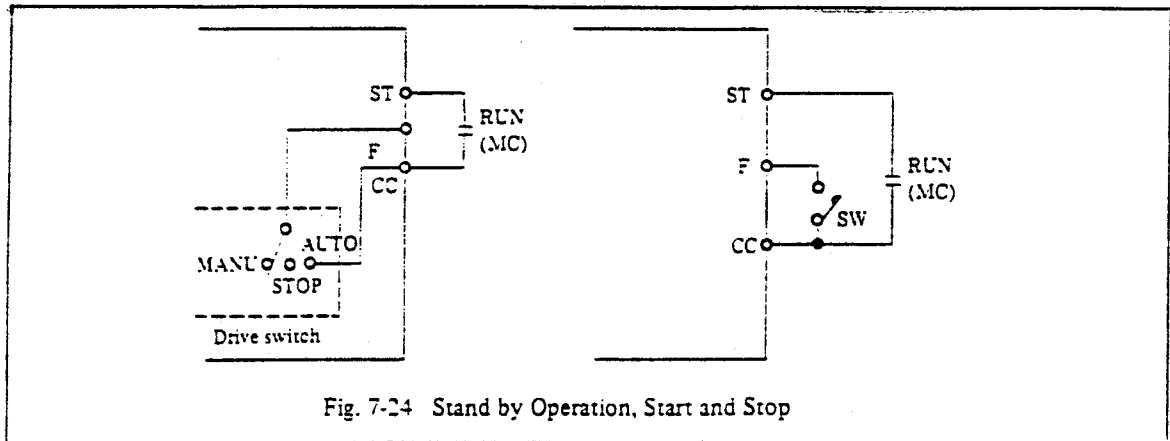 ST
RUN
(MC)
F
CC
AUTO
MANU
STOP
Drive switch
ST
F
RUN
(MC)
SW
CC
Fig. 7-24 Stand by Operation, Start and Stop